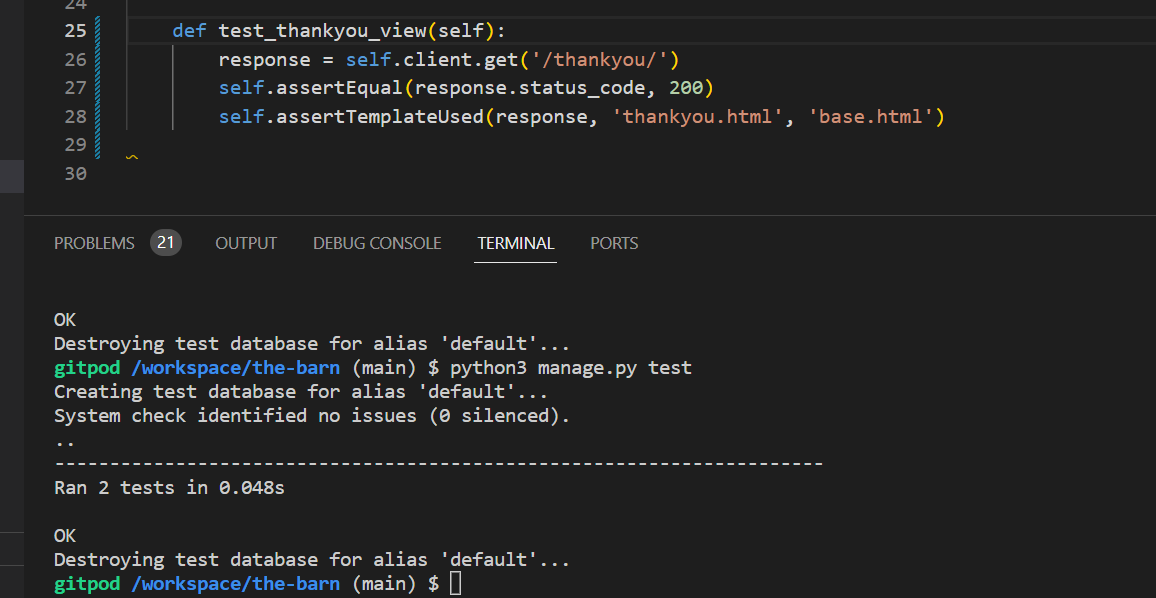 24
25 def test_thankyou_view(self):
26 response = self.client.get('/thankyou/')
27 self.assertEqual(response.status_code, 200)
28 self.assertTemplateUsed(response, 'thankyou.html', 'base.html')
29
30
PROBLEMS 21 OUTPUT DEBUG CONSOLE TERMINAL PORTS
OK
Destroying test database for alias 'default'...
gitpod /workspace/the-barn (main) $ python3 manage.py test
Creating test database for alias 'default'...
System check identified no issues (0 silenced).
..
----------------------------------------------------------------------
Ran 2 tests in 0.048s
OK
Destroying test database for alias 'default'...
gitpod /workspace/the-barn (main) $